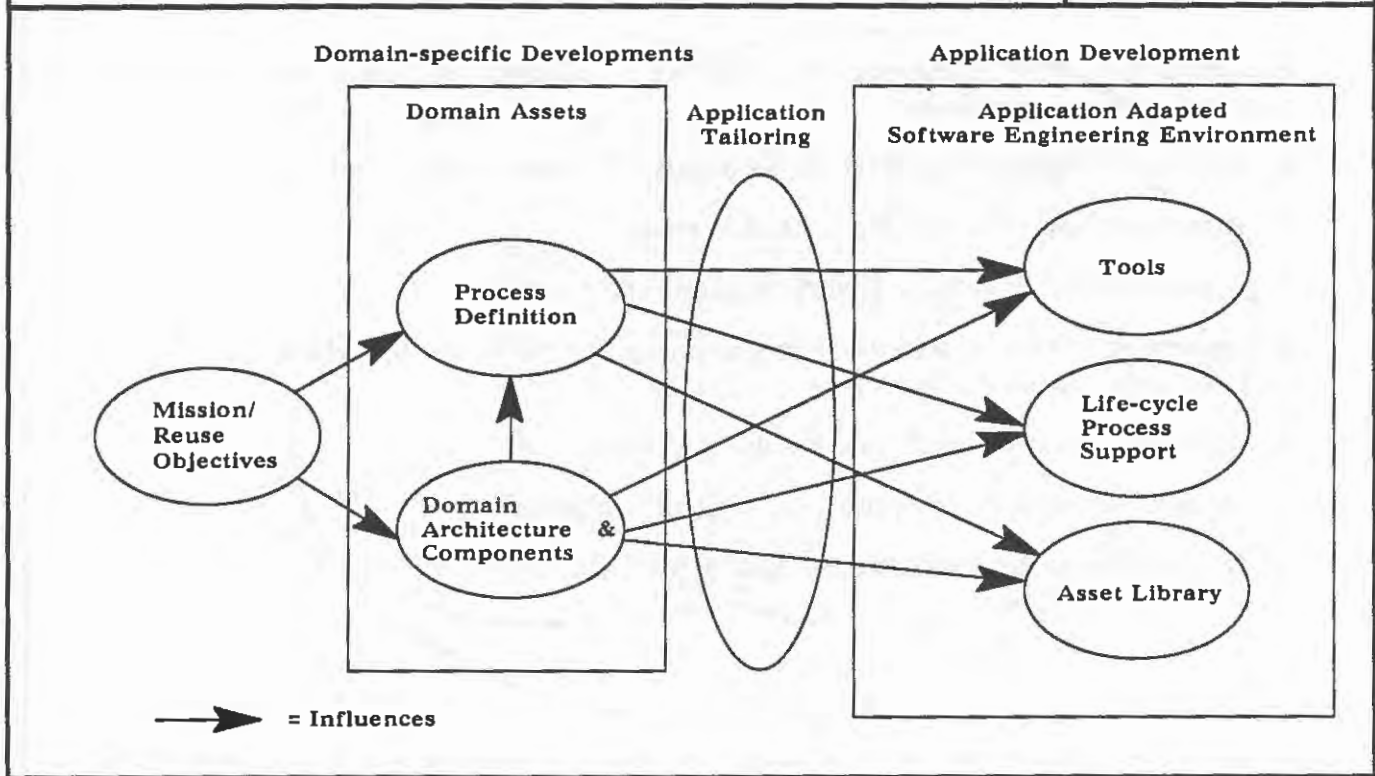 Domain-specific Developments
Application Development
Domain Assets
Application
Tailoring
Application Adapted
Software Engineering Environment
Process
Definition
Tools
Mission/
Reuse
Objectives
Life-cycle
Process
Support
Domain
Architecture &
Components
Asset Library
= Influences